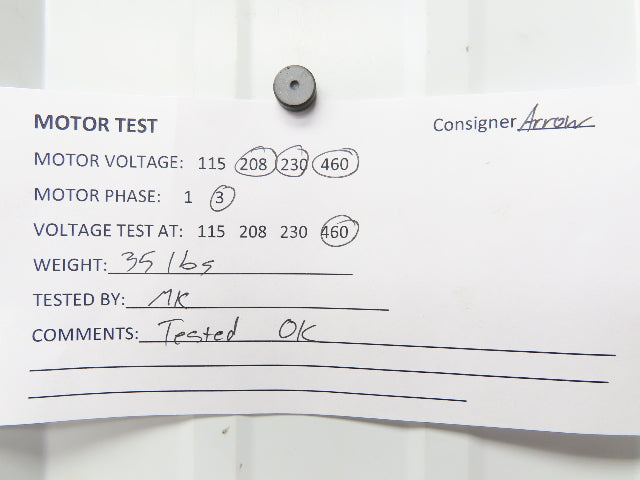 MOTOR TEST
Consigner Arrow
MOTOR VOLTAGE: 115 208 230 460
MOTOR PHASE: 1 3
VOLTAGE TEST AT: 115 208 230 460
WEIGHT: 35 lbs
TESTED BY: MK
COMMENTS: Tested OK